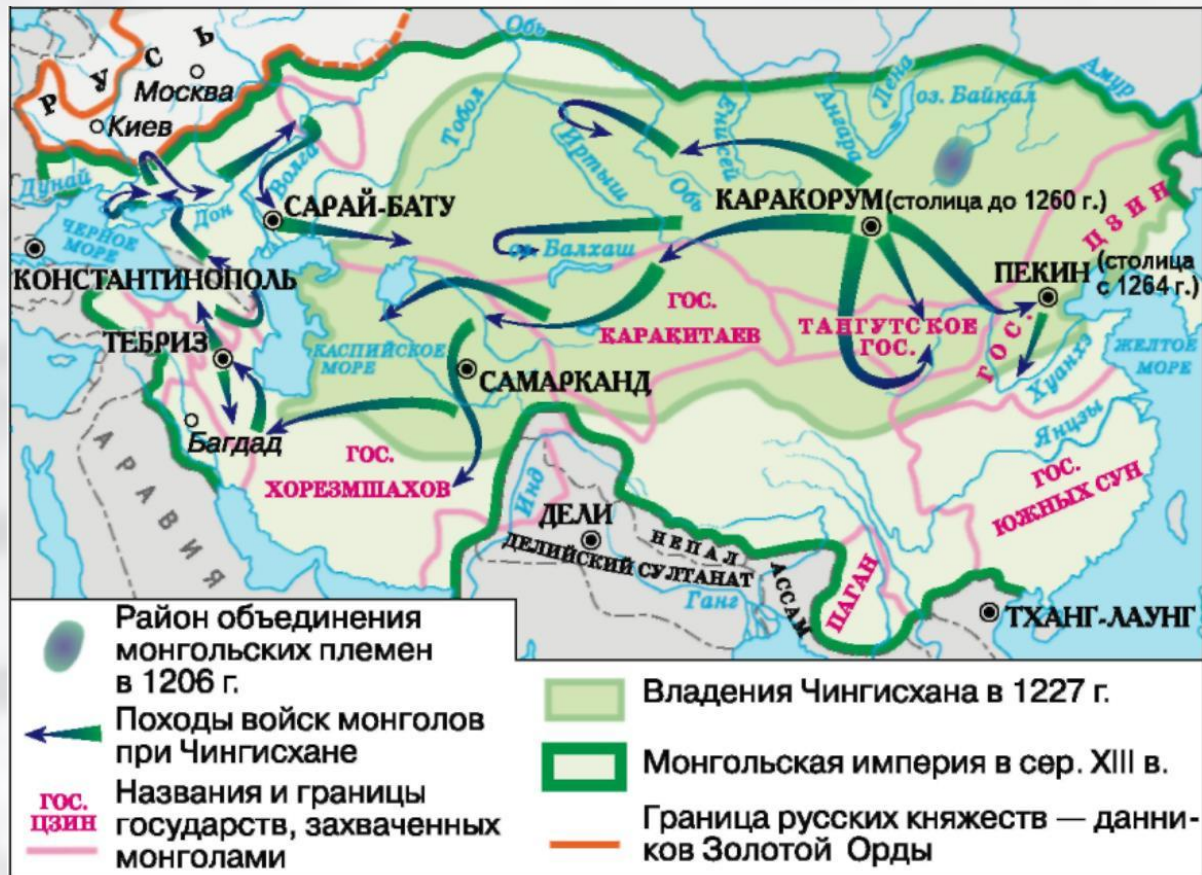 РУСЬ
Москва
Киев
Дунай
Дон
Волга
Тобол
Обь
Иртыш
Обь
Енисей
Ангара
Лена
оз. Байкал
Амур
САРАЙ-БАТУ
КАРАКОРУМ (столица до 1260 г.)
ЧЕРНОЕ
МОРЕ
КОНСТАНТИНОПОЛЬ
оз. Балхаш
ПЕКИН (столица
с 1264 г.)
ГОС.
ЦЗИН
ТЕБРИЗ
КАСПИЙСКОЕ
МОРЕ
САМАРКАНД
ГОС.
КАРАКИТАЕВ
ТАНГУТСКОЕ
ГОС.
Хуанхэ
ЖЕЛТОЕ
МОРЕ
Багдад
АРАВИЯ
ГОС.
ХОРЕЗМШАХОВ
Инд
Янцзы
ГОС.
ЮЖНЫХ СУН
ДЕЛИ
ДЕЛИЙСКИЙ СУЛТАНАТ
НЕПАЛ
АССАМ
Ганг
ПАГАН
ТХАНГ-ЛАУНГ
Район объединения
монгольских племен
в 1206 г.
Походы войск монголов
при Чингисхане
ГОС.
ЦЗИН
Названия и границы
государств, захваченных
монголами
Владения Чингисхана в 1227 г.
Монгольская империя в сер. XIII в.
Граница русских княжеств — данни-
ков Золотой Орды